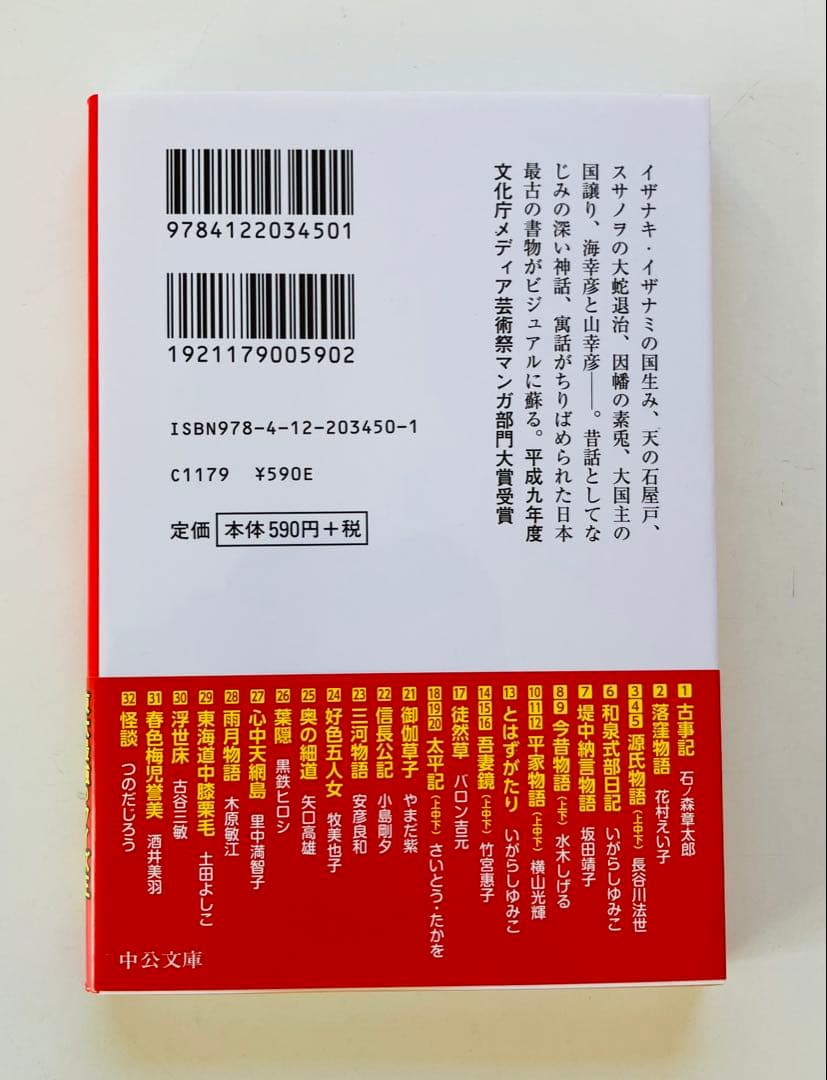 イザナキ・イザナミの国生み、天の石屋戸、
スサノヲの大蛇退治、因幡の素兎、大国主の
国譲り、海幸彦と山幸彦――。昔話としてな
じみの深い神話、寓話がちりばめられた日本
最古の書物がビジュアルに蘇る。平成九年度
文化庁メディア芸術祭マンガ部門大賞受賞
9784122034501
1921179005902
ISBN978-4-12-203450-1
C1179 ¥590E
定価 本体590円+税
1 古事記 石ノ森章太郎
2 落窪物語 花村えい子
3 4 5 源氏物語(上中下) 長谷川法世
6 和泉式部日記 いがらしゆみこ
7 堤中納言物語 坂田靖子
8 9 今昔物語(上下) 水木しげる
10 11 12 平家物語(上中下) 横山光輝
13 とはずがたり いがらしゆみこ
14 15 16 吾妻鏡(上中下) 竹宮惠子
17 徒然草 バロン吉元
18 19 20 太平記(上中下) さいとう・たかを
21 御伽草子 やまだ紫
22 信長公記 小島剛夕
23 三河物語 安彦良和
24 好色五人女 牧美也子
25 奥の細道 矢口高雄
26 葉隠 黒鉄ヒロシ
27 心中天網島 里中満智子
28 雨月物語 木原敏江
29 東海道中膝栗毛 土田よしこ
30 浮世床 古谷三敏
31 春色梅児誉美 酒井美羽
32 怪談 つのだじろう
中公文庫